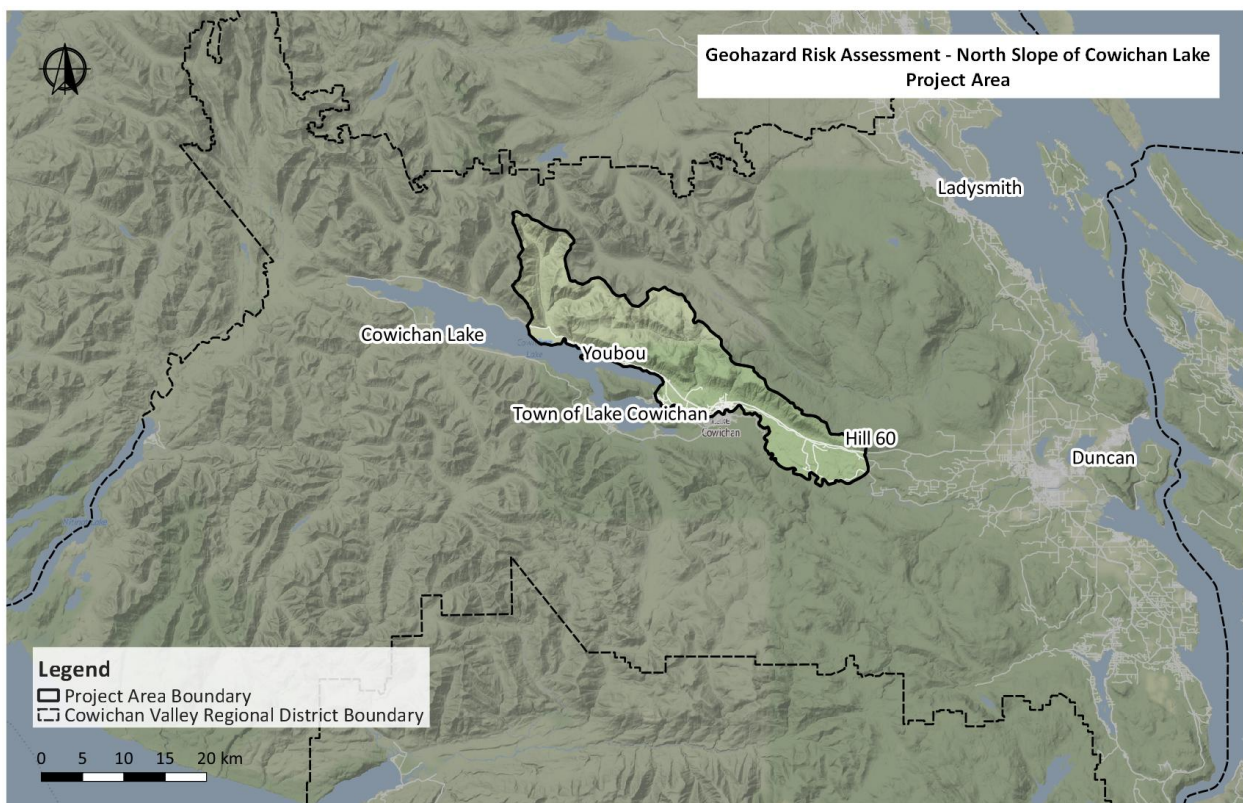 Geohazard Risk Assessment - North Slope of Cowichan Lake
Project Area
Ladysmith
Cowichan Lake
Youbou
Town of Lake Cowichan
Cowichan
Hill 60
Duncan
Legend
Project Area Boundary
Cowichan Valley Regional District Boundary
0 5 10 15 20 km